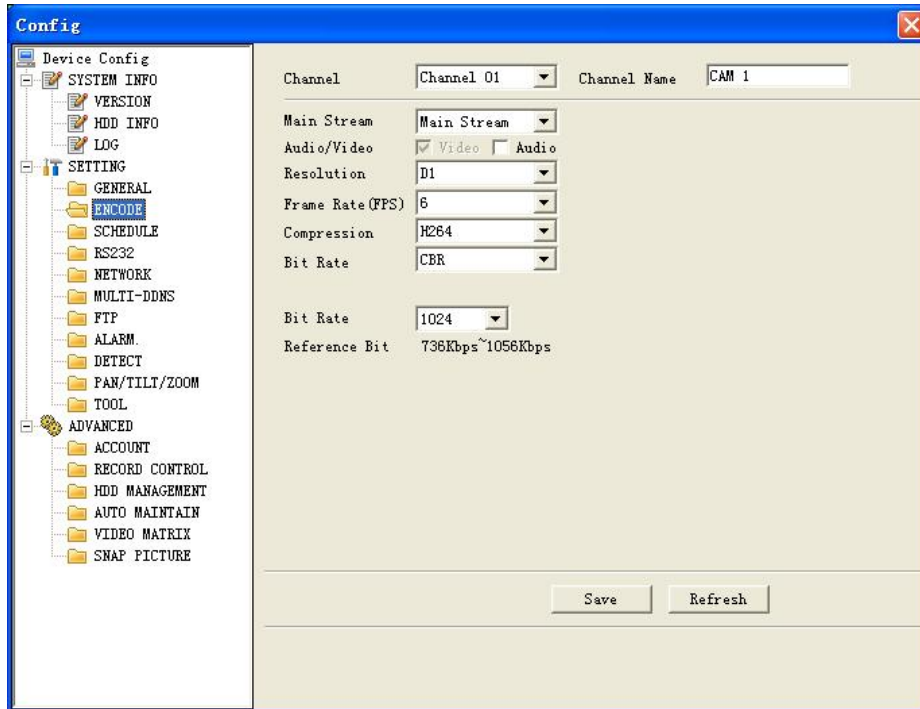 Config
Device Config
SYSTEM INFO
VERSION
HDD INFO
LOG
SETTING
GENERAL
ENCODE
SCHEDULE
RS232
NETWORK
MULTI-DDNS
FTP
ALARM.
DETECT
PAN/TILT/ZOOM
TOOL
ADVANCED
ACCOUNT
RECORD CONTROL
HDD MANAGEMENT
AUTO MAINTAIN
VIDEO MATRIX
SNAP PICTURE
Channel Channel 01 Channel Name CAM 1
Main Stream Main Stream
Audio/Video Video Audio
Resolution D1
Frame Rate(FPS) 6
Compression H264
Bit Rate CBR
Bit Rate 1024
Reference Bit 736Kbps~1056Kbps
Save Refresh